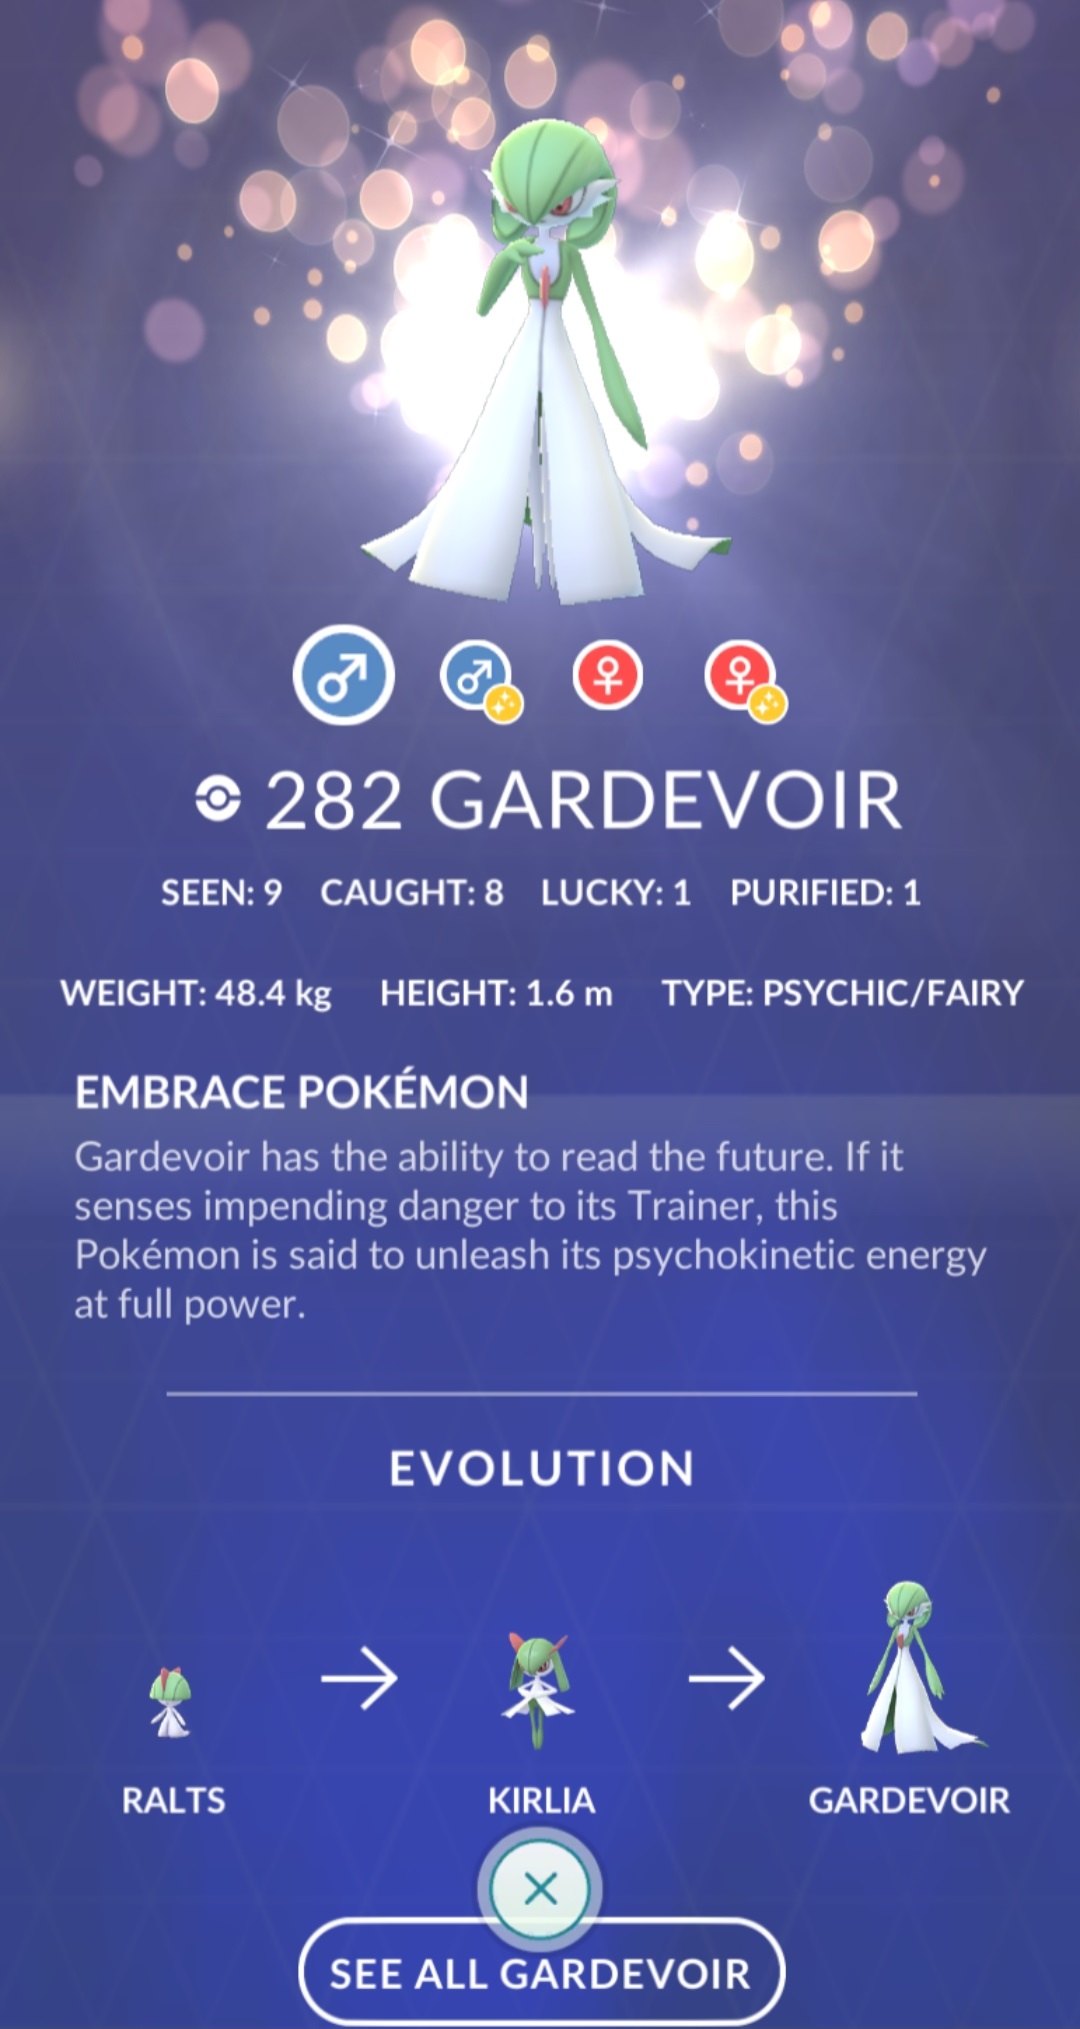 282 GARDEVOIR
SEEN: 9 CAUGHT: 8 LUCKY: 1 PURIFIED: 1
WEIGHT: 48.4 kg HEIGHT: 1.6 m TYPE: PSYCHIC/FAIRY
EMBRACE POKÉMON
Gardevoir has the ability to read the future. If it
senses impending danger to its Trainer, this
Pokémon is said to unleash its psychokinetic energy
at full power.
EVOLUTION
RALTS KIRLIA GARDEVOIR
SEE ALL GARDEVOIR